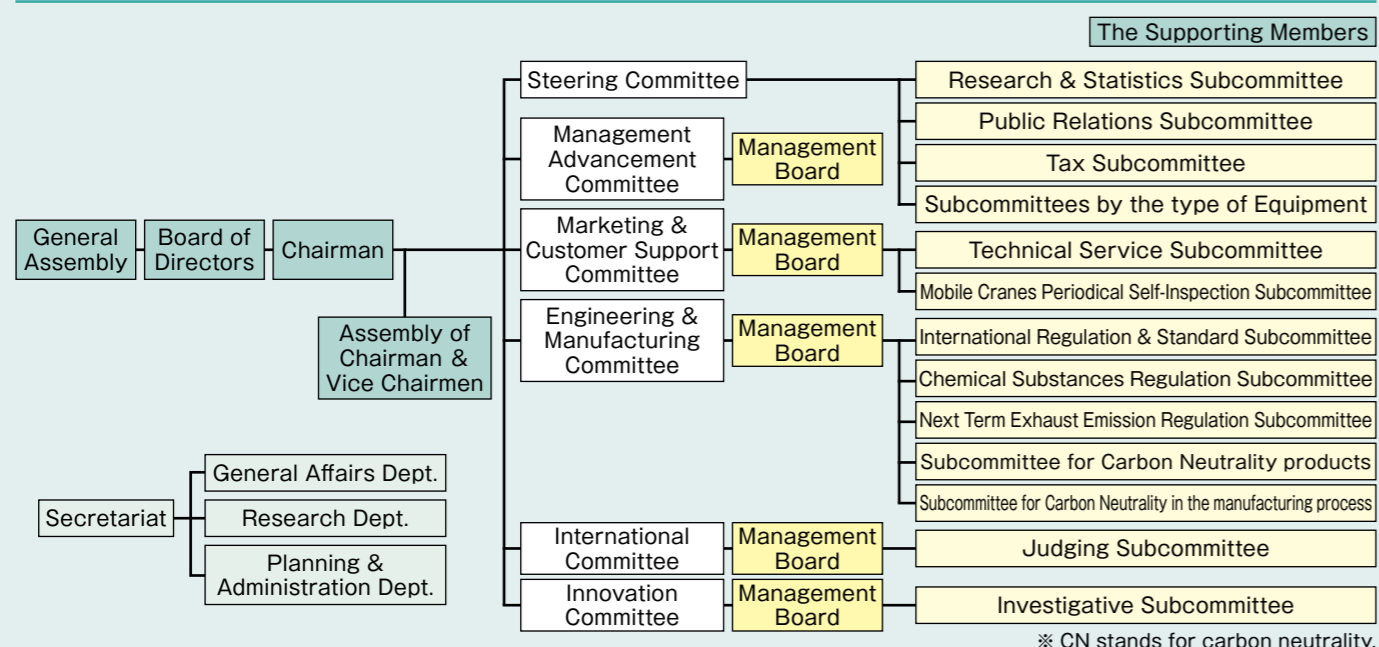 The Supporting Members
General
Assembly
Board of
Directors
Chairman
Assembly of
Chairman &
Vice Chairmen
Steering Committee
Research & Statistics Subcommittee
Public Relations Subcommittee
Tax Subcommittee
Subcommittees by the type of Equipment
Management
Advancement
Committee
Management
Board
Marketing &
Customer Support
Committee
Management
Board
Technical Service Subcommittee
Mobile Cranes Periodical Self-Inspection Subcommittee
Engineering &
Manufacturing
Committee
Management
Board
International Regulation & Standard Subcommittee
Chemical Substances Regulation Subcommittee
Next Term Exhaust Emission Regulation Subcommittee
Subcommittee for Carbon Neutrality products
Subcommittee for Carbon Neutrality in the manufacturing process
International
Committee
Management
Board
Judging Subcommittee
Innovation
Committee
Management
Board
Investigative Subcommittee
Secretariat
General Affairs Dept.
Research Dept.
Planning &
Administration Dept.
※ CN stands for carbon neutrality.